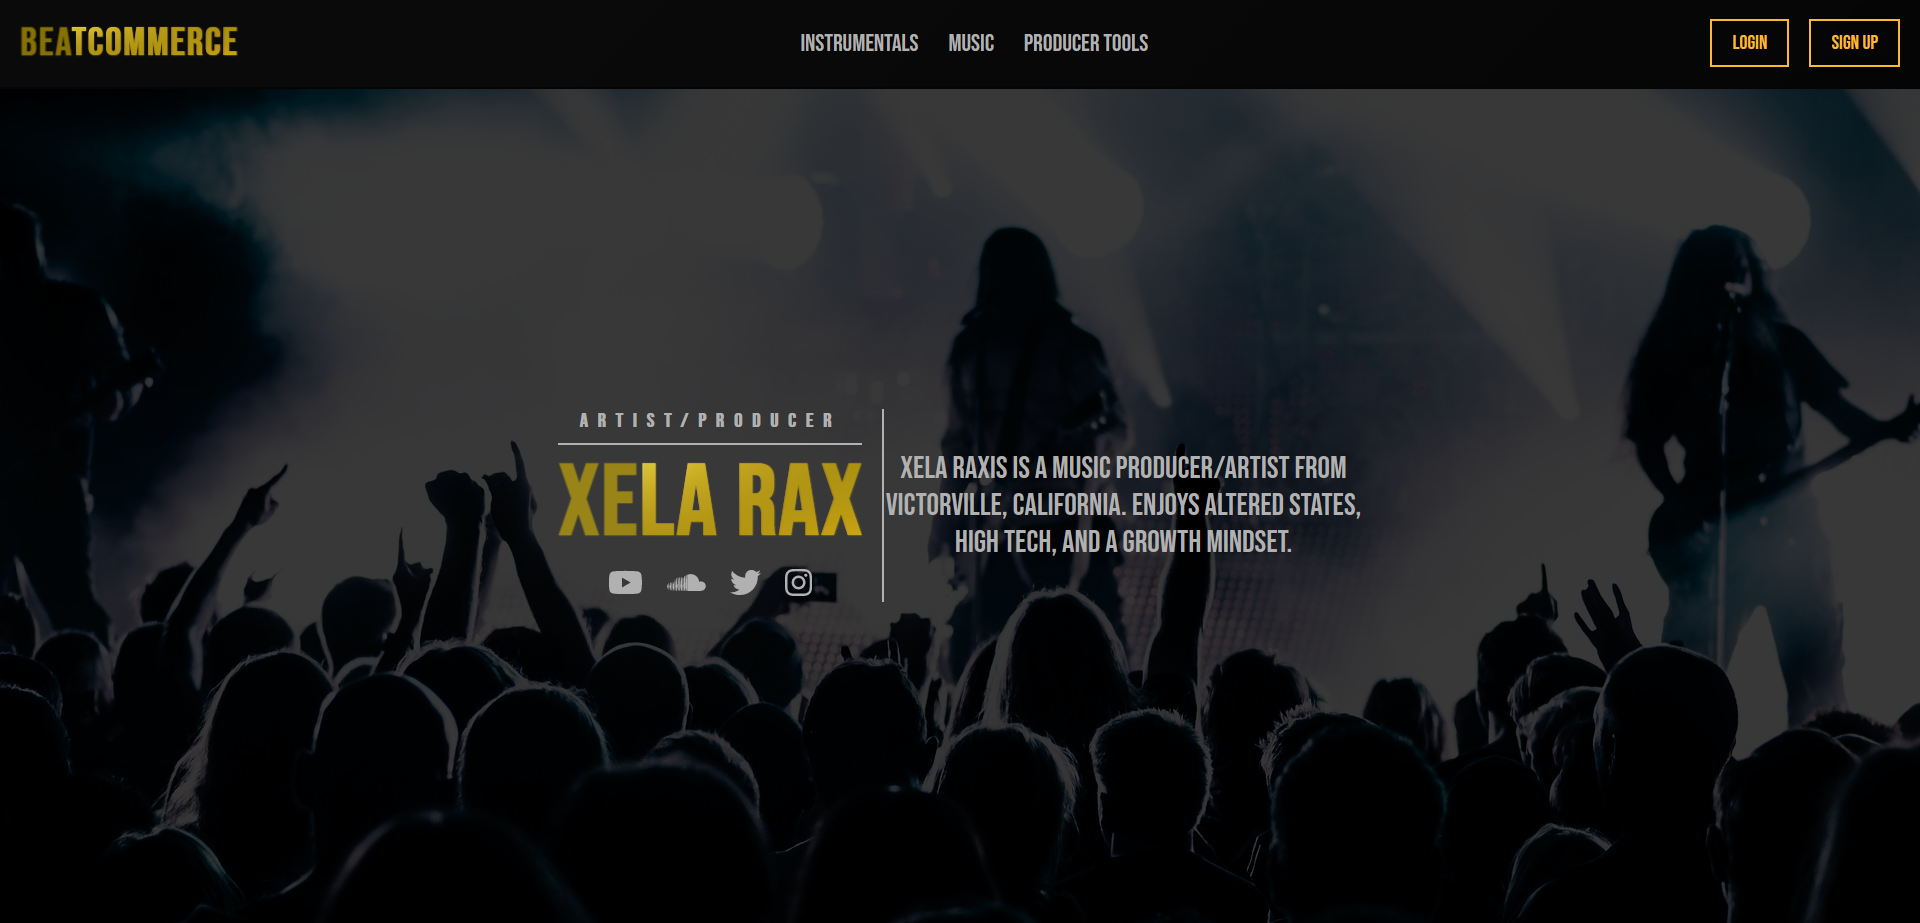 BEATCOMMERCE
INSTRUMENTALS
MUSIC
PRODUCER TOOLS
LOGIN
SIGN UP
ARTIST/PRODUCER
XELA RAX
XELA RAXIS IS A MUSIC PRODUCER/ARTIST FROM
VICTORVILLE, CALIFORNIA. ENJOYS ALTERED STATES,
HIGH TECH, AND A GROWTH MINDSET.